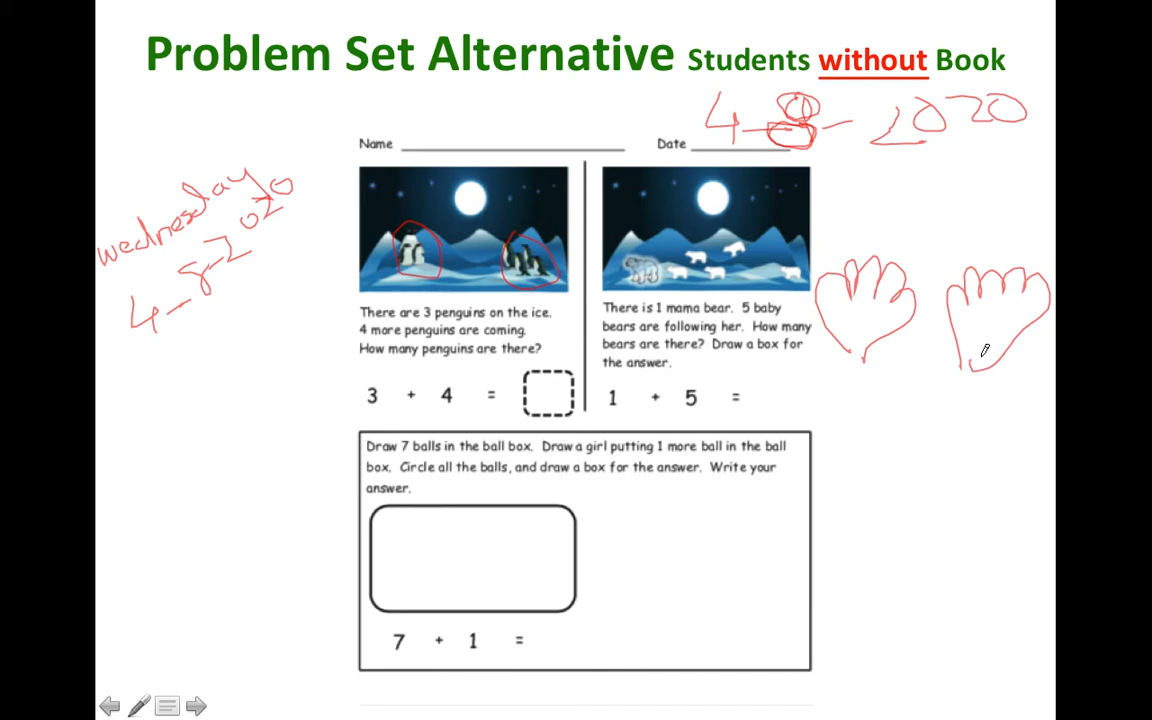 Problem Set Alternative Students without Book
4-8-2020
Name Date
wednesday
4-8-2020
There are 3 penguins on the ice.
4 more penguins are coming.
How many penguins are there?
3 + 4 =
There is 1 mama bear. 5 baby
bears are following her. How many
bears are there? Draw a box for
the answer.
1 + 5 =
Draw 7 balls in the ball box. Draw a girl putting 1 more ball in the ball
box. Circle all the balls, and draw a box for the answer. Write your
answer.
7 + 1 =